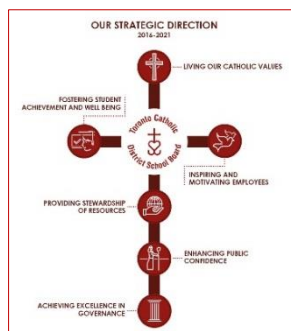 OUR STRATEGIC DIRECTION
2016-2021
LIVING OUR CATHOLIC VALUES
FOSTERING STUDENT
ACHIEVEMENT AND WELL BEING
Toronto Catholic
District School Board
INSPIRING AND
MOTIVATING EMPLOYEES
PROVIDING STEWARDSHIP
OF RESOURCES
ENHANCING PUBLIC
CONFIDENCE
ACHIEVING EXCELLENCE IN
GOVERNANCE